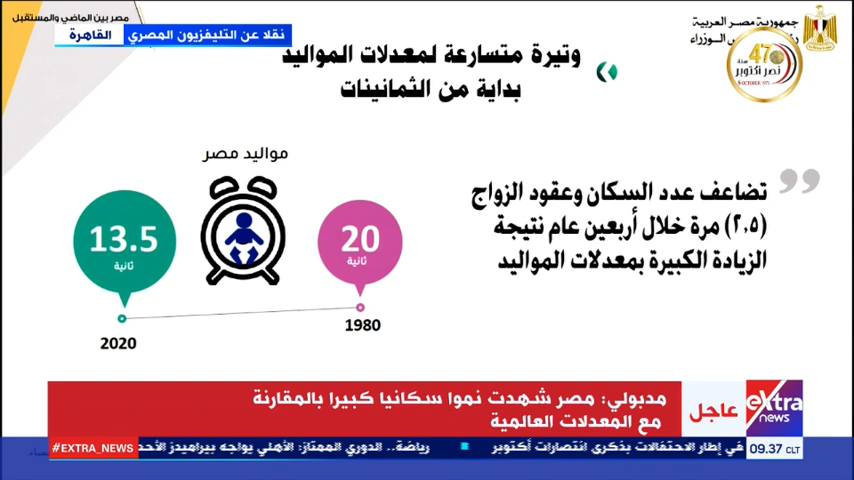 مصر بين الماضي والمستقبل
نقلا عن التليفزيون المصري
القاهرة
جمهورية مصر العربية
الوزراء
47 سنة
نصر أكتوبر
6 OCTOBER 1973
وتيرة متسارعة لمعدلات المواليد
بداية من الثمانينات
مواليد مصر
13.5
ثانية
20
ثانية
2020
1980
تضاعف عدد السكان وعقود الزواج
(٢,٥) مرة خلال أربعين عام نتيجة
الزيادة الكبيرة بمعدلات المواليد
عاجل
مدبولي: مصر شهدت نموا سكانيا كبيرا بالمقارنة
مع المعدلات العالمية
eXtra
news
#EXTRA_NEWS
في إطار الاحتفالات بذكرى انتصارات أكتوبر
رياضة.. الدوري الممتاز: الأهلي يواجه بيراميدز
09.37 CLT